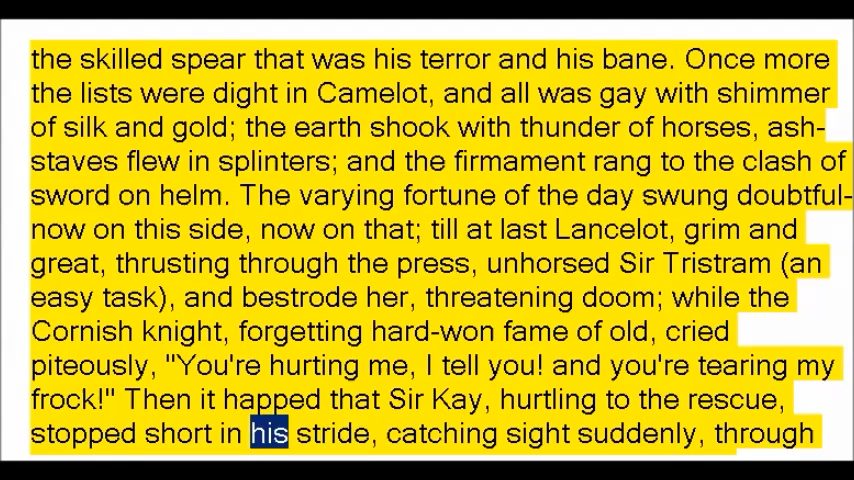 the skilled spear that was his terror and his bane. Once more
the lists were dight in Camelot, and all was gay with shimmer
of silk and gold; the earth shook with thunder of horses, ash-
staves flew in splinters; and the firmament rang to the clash of
sword on helm. The varying fortune of the day swung doubtful-
now on this side, now on that; till at last Lancelot, grim and
great, thrusting through the press, unhorsed Sir Tristram (an
easy task), and bestrode her, threatening doom; while the
Cornish knight, forgetting hard-won fame of old, cried
piteously, "You're hurting me, I tell you! and you're tearing my
frock!" Then it happed that Sir Kay, hurtling to the rescue,
stopped short in his stride, catching sight suddenly, through